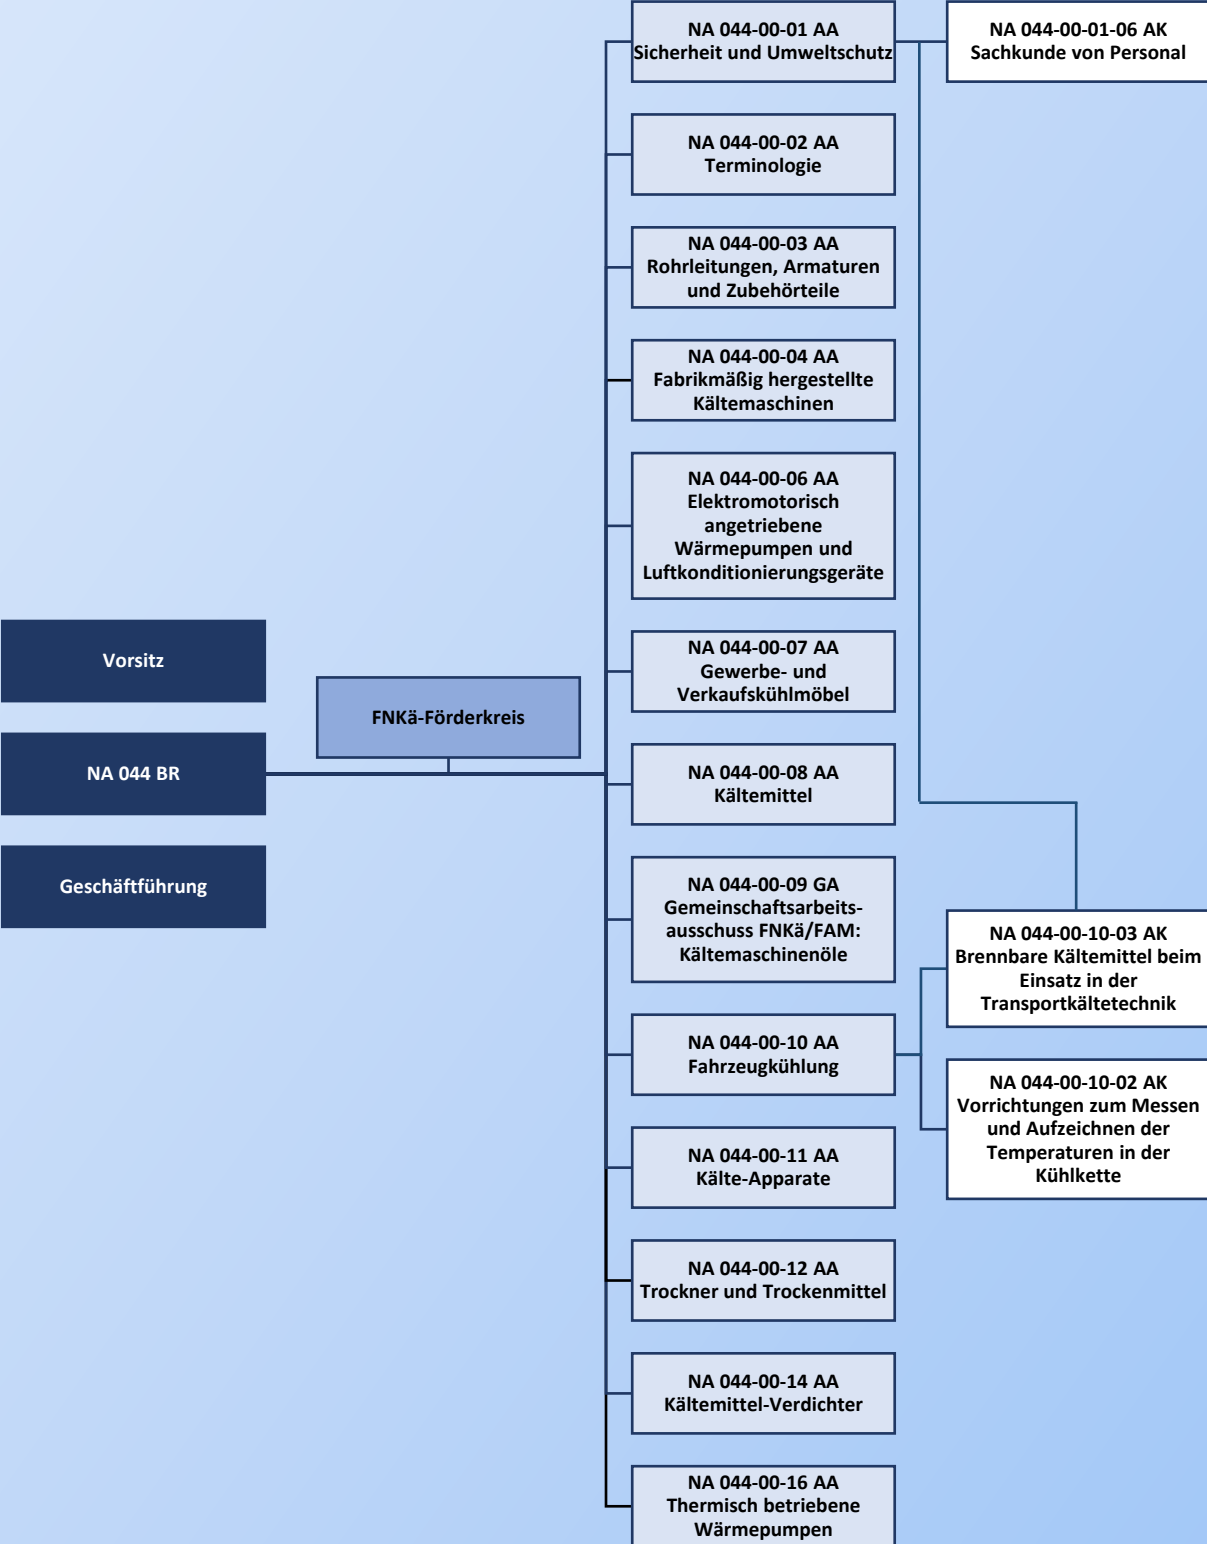 Vorsitz
NA 044 BR
Geschäftführung
FNKä-Förderkreis
NA 044-00-01 AA
Sicherheit und Umweltschutz
NA 044-00-02 AA
Terminologie
NA 044-00-03 AA
Rohrleitungen, Armaturen
und Zubehörteile
NA 044-00-04 AA
Fabrikmäßig hergestellte
Kältemaschinen
NA 044-00-06 AA
Elektromotorisch
angetriebene
Wärmepumpen und
Luftkonditionierungsgeräte
NA 044-00-07 AA
Gewerbe- und
Verkaufskühlmöbel
NA 044-00-08 AA
Kältemittel
NA 044-00-09 GA
Gemeinschaftsarbeits-
ausschuss FNKä/FAM:
Kältemaschinenöle
NA 044-00-10 AA
Fahrzeugkühlung
NA 044-00-11 AA
Kälte-Apparate
NA 044-00-12 AA
Trockner und Trockenmittel
NA 044-00-14 AA
Kältemittel-Verdichter
NA 044-00-16 AA
Thermisch betriebene
Wärmepumpen
NA 044-00-01-06 AK
Sachkunde von Personal
NA 044-00-10-03 AK
Brennbare Kältemittel beim
Einsatz in der
Transportkältetechnik
NA 044-00-10-02 AK
Vorrichtungen zum Messen
und Aufzeichnen der
Temperaturen in der
Kühlkette